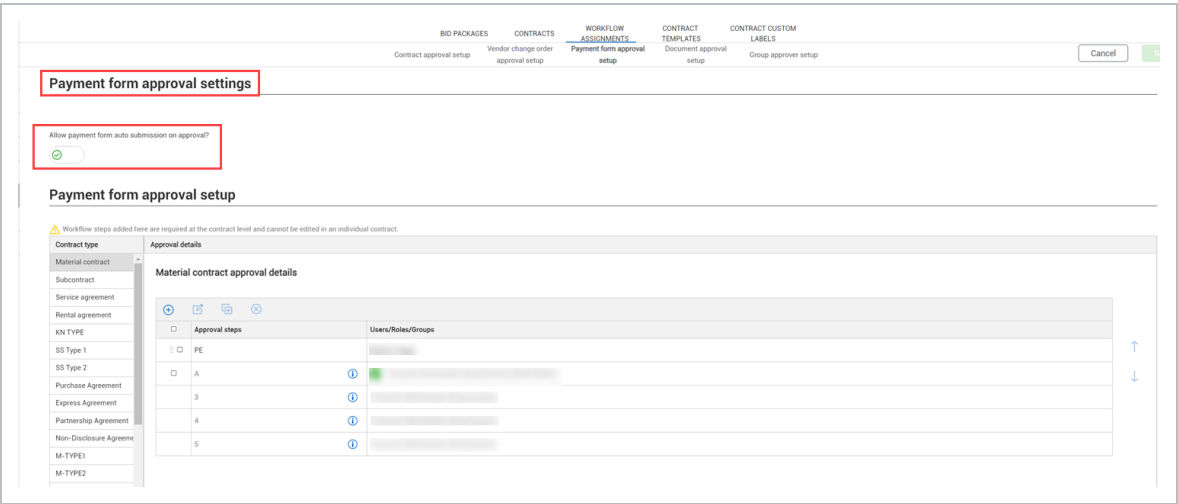 BID PACKAGES
CONTRACTS
WORKFLOW
ASSIGNMENTS
CONTRACT
TEMPLATES
CONTRACT CUSTOM
LABELS
Contract approval setup
Vendor change order
approval setup
Payment form approval
setup
Document approval
setup
Group approver setup
Cancel
Payment form approval settings
Allow payment form auto submission on approval?
Payment form approval setup
Workflow steps added here are required at the contract level and cannot be edited in an individual contract.
Contract type
Approval details
Material contract
Subcontract
Service agreement
Rental agreement
KN TYPE
SS Type 1
SS Type 2
Purchase Agreement
Express Agreement
Partnership Agreement
Non-Disclosure Agreeme
M-TYPE1
M-TYPE2
Material contract approval details
Approval steps
Users/Roles/Groups
PE
A
3
4
5